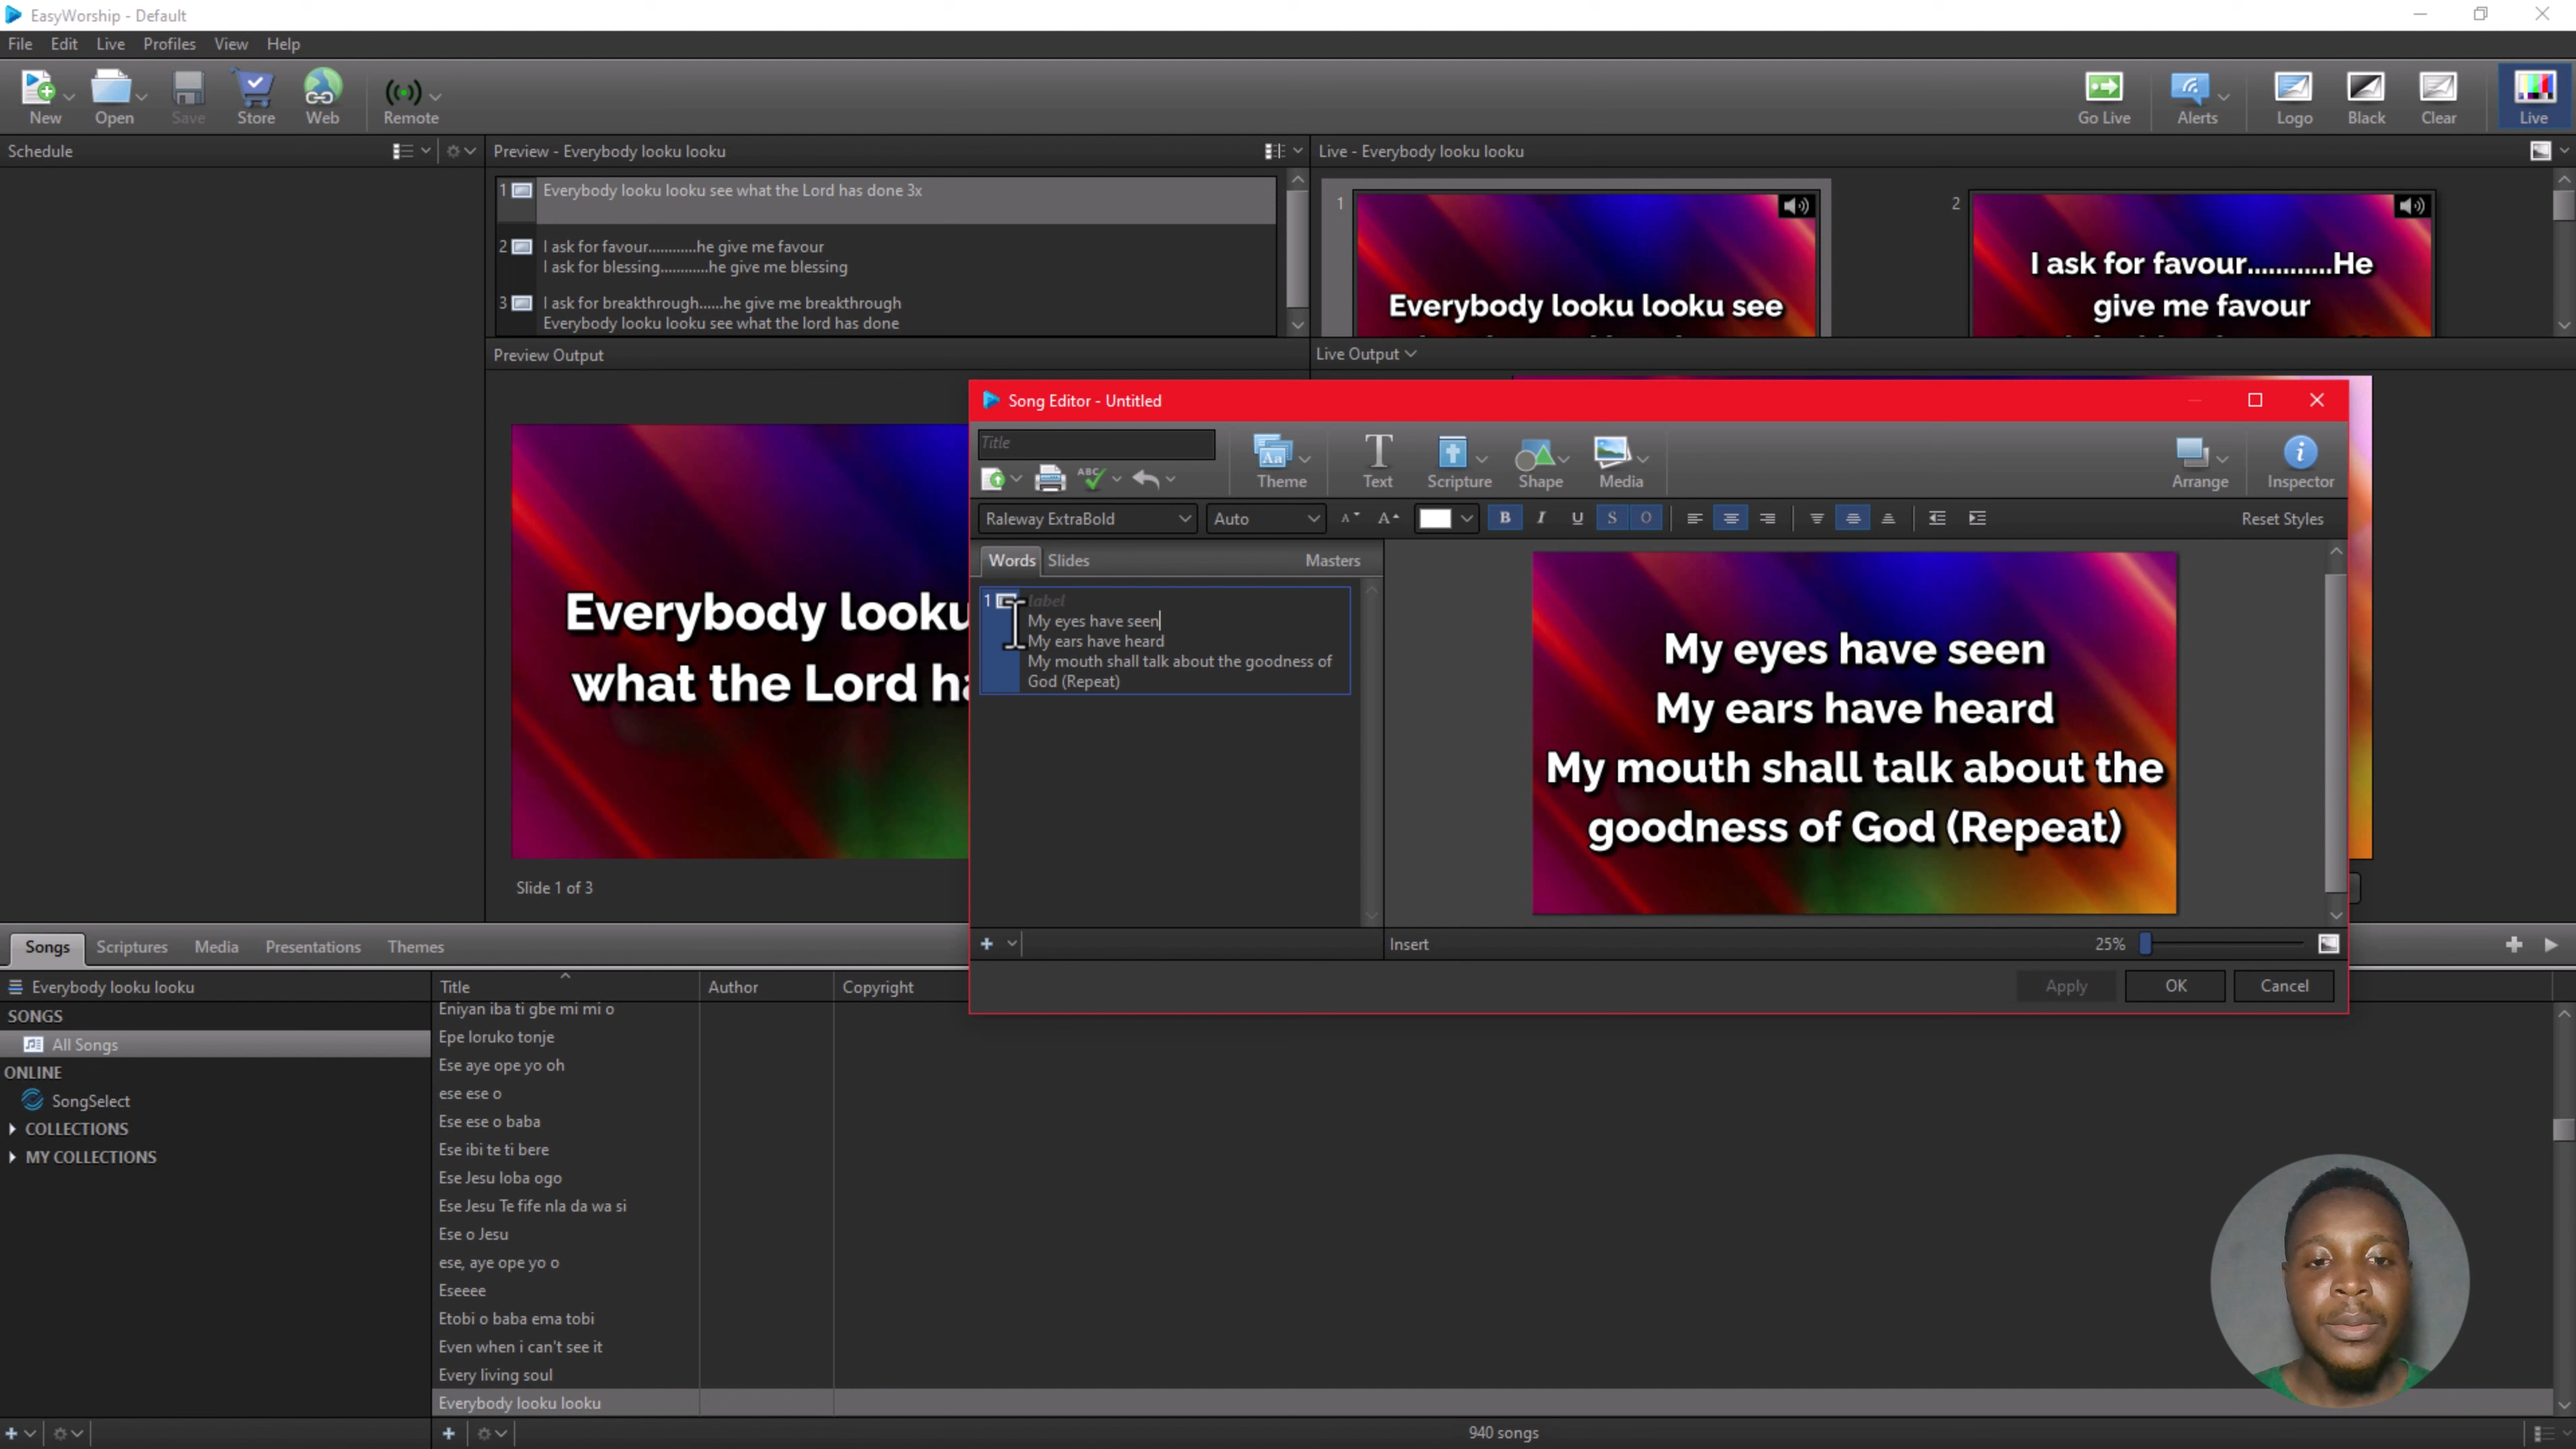 EasyWorship - Default
File Edit Live Profiles View Help
New Open Save Store Web Remote Go Live Alerts Logo Black Clear Live
Schedule
Preview - Everybody looku looku
1 Everybody looku looku see what the Lord has done 3x
2 I ask for favour............he give me favour
I ask for blessing............he give me blessing
3 I ask for breakthrough......he give me breakthrough
Everybody looku looku see what the lord has done
Live - Everybody looku looku
1
Everybody looku looku see
2
I ask for favour............He
give me favour
Preview Output
Everybody looku
what the Lord ha
Slide 1 of 3
Live Output
Song Editor - Untitled
Title
ABC
Aa
Theme Text Scripture Shape Media Arrange Inspector
Raleway ExtraBold Auto A A B I U S O Reset Styles
Words Slides Masters
1 label
My eyes have seen
My ears have heard
My mouth shall talk about the goodness of
God (Repeat)
My eyes have seen
My ears have heard
My mouth shall talk about the
goodness of God (Repeat)
Insert 25%
Apply OK Cancel
Songs Scriptures Media Presentations Themes
Everybody looku looku
SONGS
All Songs
ONLINE
SongSelect
COLLECTIONS
MY COLLECTIONS
Title Author Copyright
Eniyan iba ti gbe mi mi o
Epe loruko tonje
Ese aye ope yo oh
ese ese o
Ese ese o baba
Ese ibi te ti bere
Ese Jesu loba ogo
Ese Jesu Te fife nla da wa si
Ese o Jesu
ese, aye ope yo o
Eseeee
Etobi o baba ema tobi
Even when i can't see it
Every living soul
Everybody looku looku
940 songs